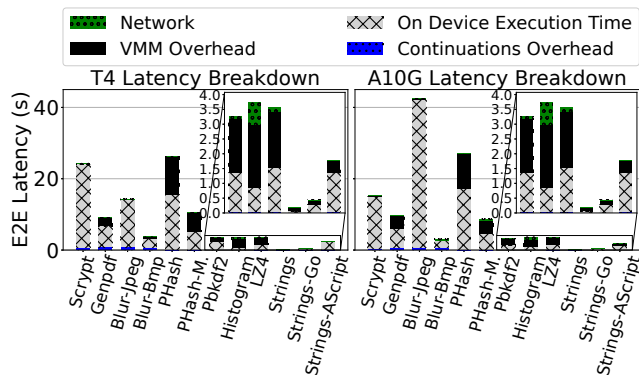 Network
On Device Execution Time
VMM Overhead
Continuations Overhead
T4 Latency Breakdown
A10G Latency Breakdown
E2E Latency (s)
40
20
0
4.0
3.5
3.0
2.5
2.0
1.5
1.0
0.5
0.0
4.0
3.5
3.0
2.5
2.0
1.5
1.0
0.5
0.0
Scrypt
Genpdf
Blur-Jpeg
Blur-Bmp
PHash
PHash-M.
Pbkdf2
Histogram
LZ4
Strings
Strings-Go
Strings-AScript
Scrypt
Genpdf
Blur-Jpeg
Blur-Bmp
PHash
PHash-M.
Pbkdf2
Histogram
LZ4
Strings
Strings-Go
Strings-AScript